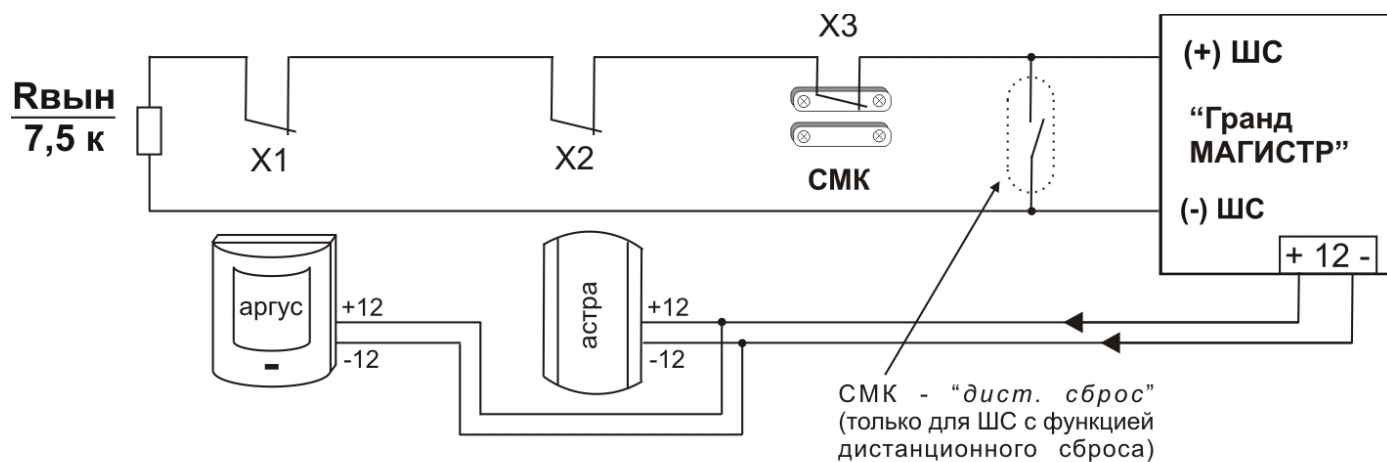 X3
Rвын
7,5 к
X1
X2
СМК
(+) ШС
“Гранд
МАГИСТР”
(-) ШС
+ 12 -
аргус
+12
-12
астра
+12
-12
СМК - “дист. сброс”
(только для ШС с функцией
дистанционного сброса)